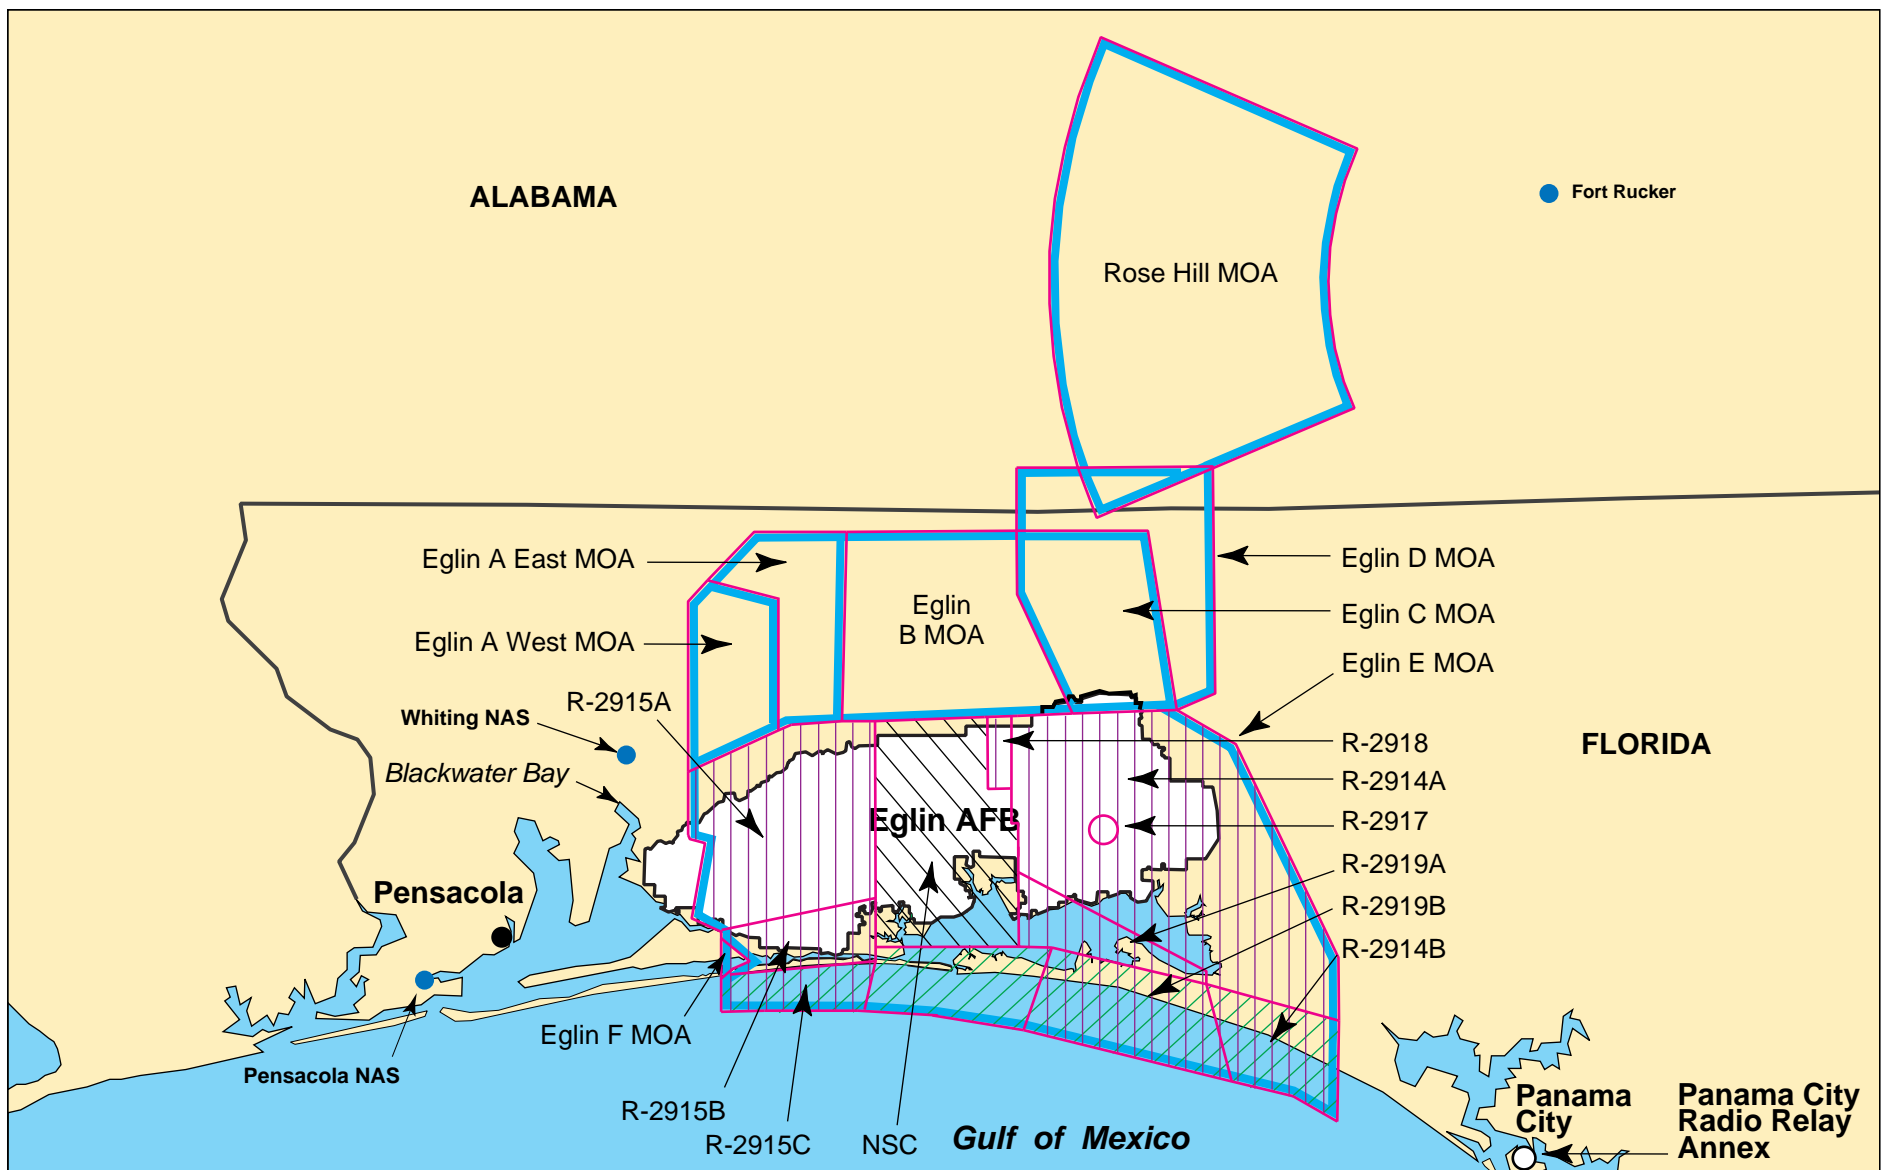 ALABAMA
Fort Rucker
Rose Hill MOA
Eglin A East MOA
Eglin D MOA
Eglin
B MOA
Eglin C MOA
Eglin A West MOA
Eglin E MOA
R-2915A
Whiting NAS
R-2918
FLORIDA
Blackwater Bay
R-2914A
Eglin AFB
R-2917
R-2919A
Pensacola
R-2919B
R-2914B
Eglin F MOA
Pensacola NAS
R-2915B
R-2915C
NSC
Gulf of Mexico
Panama
City
Panama City
Radio Relay
Annex